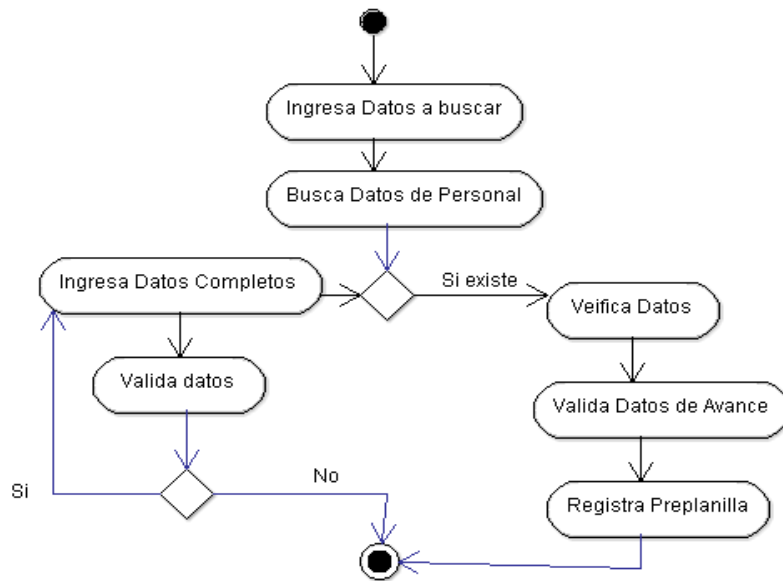 Ingresa Datos a buscar
Busca Datos de Personal
Ingresa Datos Completos
Si existe
Veifica Datos
Valida datos
Valida Datos de Avance
Si
No
Registra Preplanilla